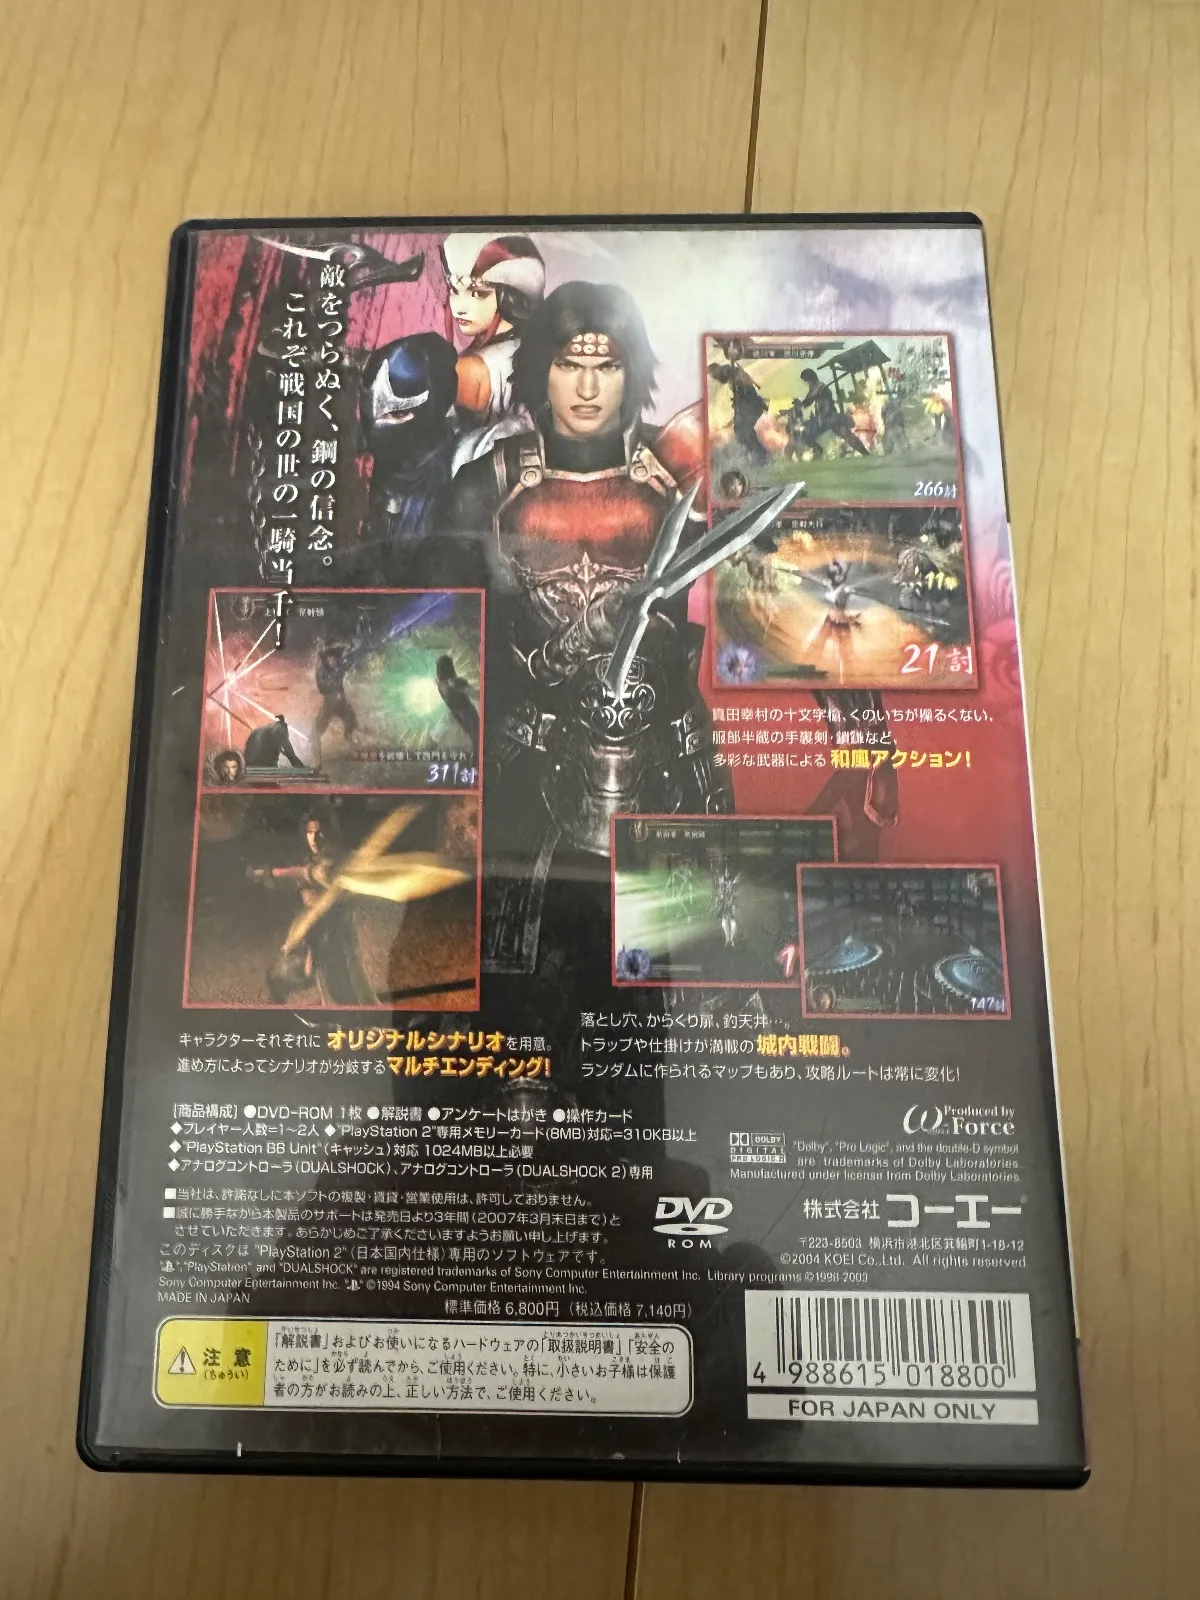 敵をつらぬく、鋼の信念。
これぞ戦国の世の一騎当千!
266討
21討
311討
真田幸村の十文字槍、くのいちが操るくない、
服部半蔵の手裏剣・鎖鎌など、
多彩な武器による和風アクション!
1
147討
キャラクターそれぞれにオリジナルシナリオを用意。
進め方によってシナリオが分岐するマルチエンディング!
落とし穴、からくり扉、釣天井…。
トラップや仕掛けが満載の城内戦闘。
ランダムに作られるマップもあり、攻略ルートは常に変化!
[商品構成] ●DVD-ROM 1枚 ●解説書 ●アンケートはがき ●操作カード
◆プレイヤー人数=1~2人 ◆"PlayStation 2"専用メモリーカード(8MB)対応=310KB以上
◆"PlayStation BB Unit"(キャッシュ)対応 1024MB以上必要
◆アナログコントローラ(DUALSHOCK)、アナログコントローラ(DUALSHOCK 2)専用
ω Produced by
Force
DOLBY
DIGITAL
PRO LOGIC II
"Dolby", "Pro Logic", and the double-D symbol
are trademarks of Dolby Laboratories.
Manufactured under license from Dolby Laboratories
■当社は、許諾なしに本ソフトの複製・賃貸・営業使用は、許可しておりません。
■誠に勝手ながら本製品のサポートは発売日より3年間(2007年3月末日まで)と
させていただきます。あらかじめご了承くださいますようお願い申し上げます。
このディスクは "PlayStation 2" (日本国内仕様)専用のソフトウェアです。
DVD
ROM
株式会社コーエー
〒223-8503 横浜市港北区箕輪町1-18-12
©2004 KOEI Co.,Ltd. All rights reserved
", "PlayStation" and "DUALSHOCK" are registered trademarks of Sony Computer Entertainment Inc. Library programs ©1998-2003
Sony Computer Entertainment Inc. " " ©1994 Sony Computer Entertainment Inc.
MADE IN JAPAN
標準価格 6,800円 (税込価格 7,140円)
注意
(ちゅうい)
「解説書」およびお使いになるハードウェアの「取扱説明書」「安全の
ために」を必ず読んでから、ご使用ください。特に、小さいお子様は保護
者の方がお読みの上、正しい方法で、ご使用ください。
4 988615 018800
FOR JAPAN ONLY